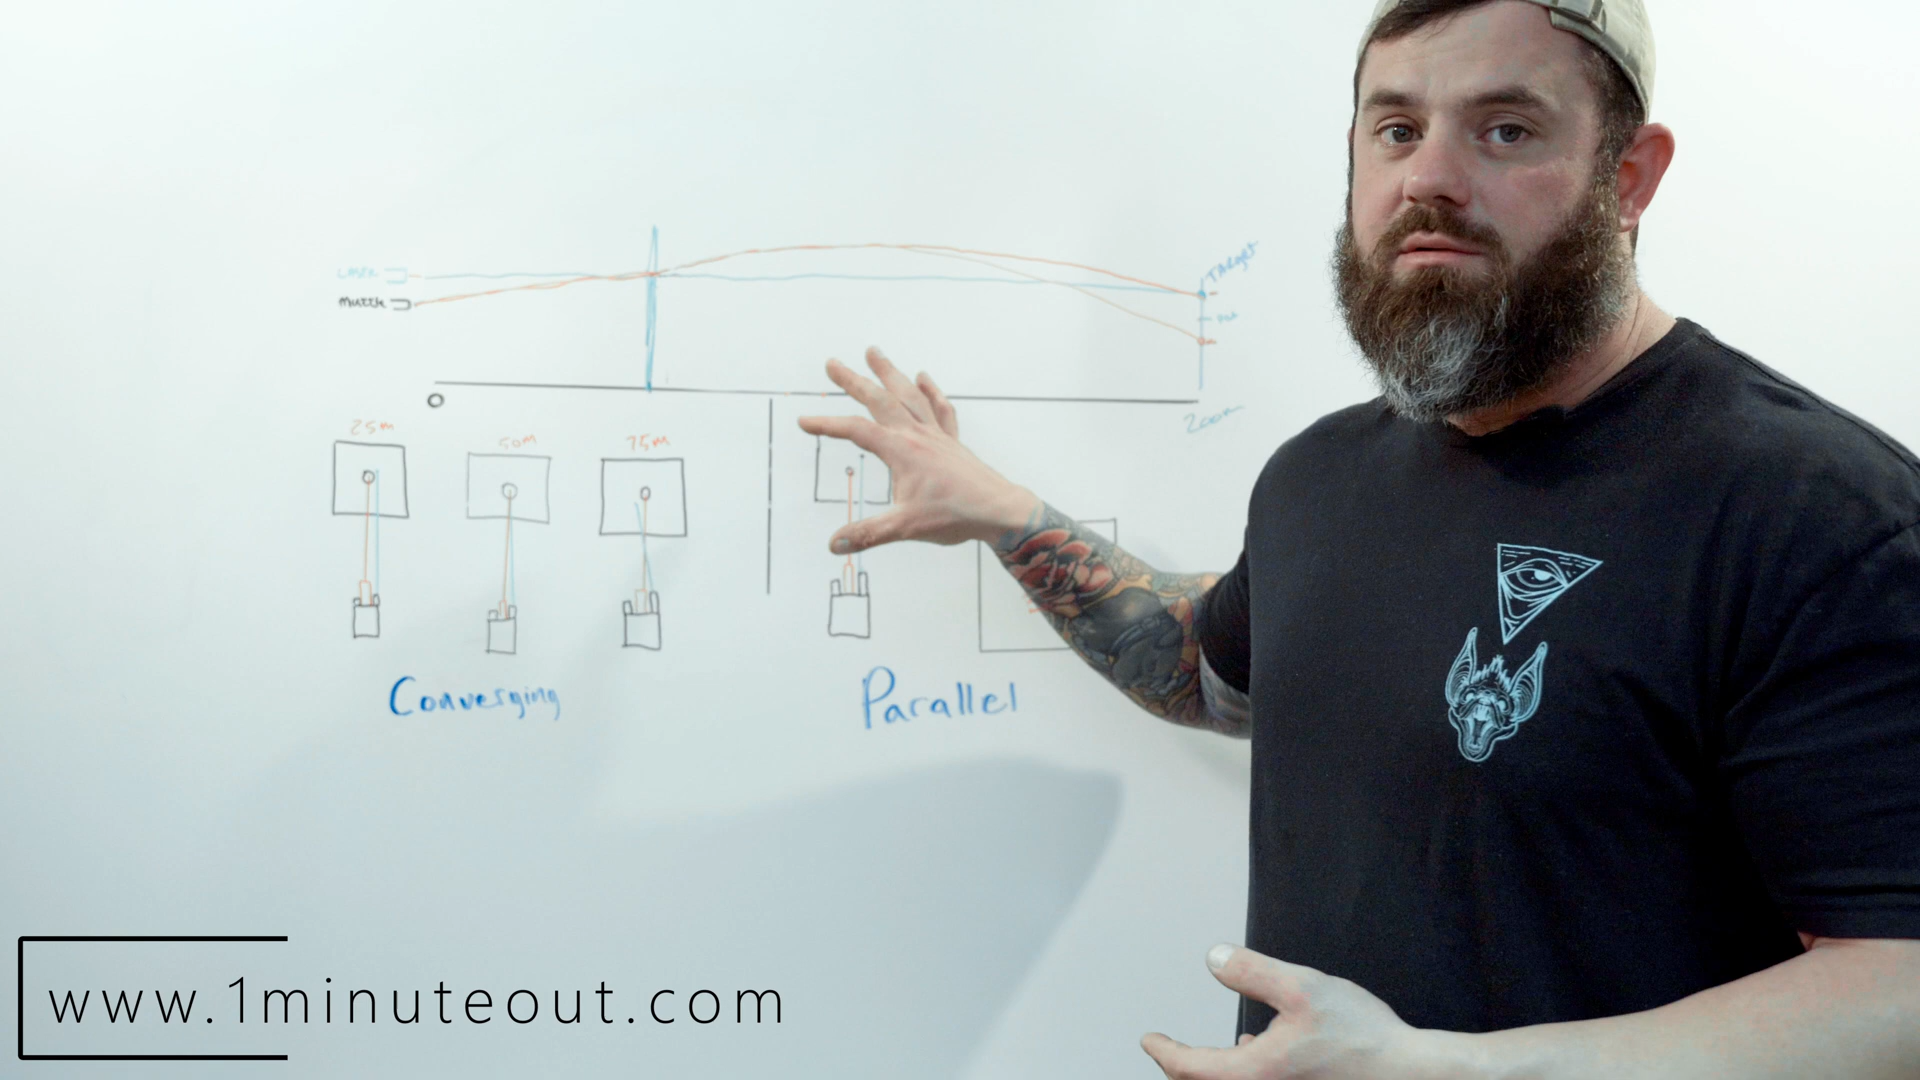 LASER
Muzzle
TARget
200m
25m
50m
75m
Converging
Parallel
www.1minuteout.com